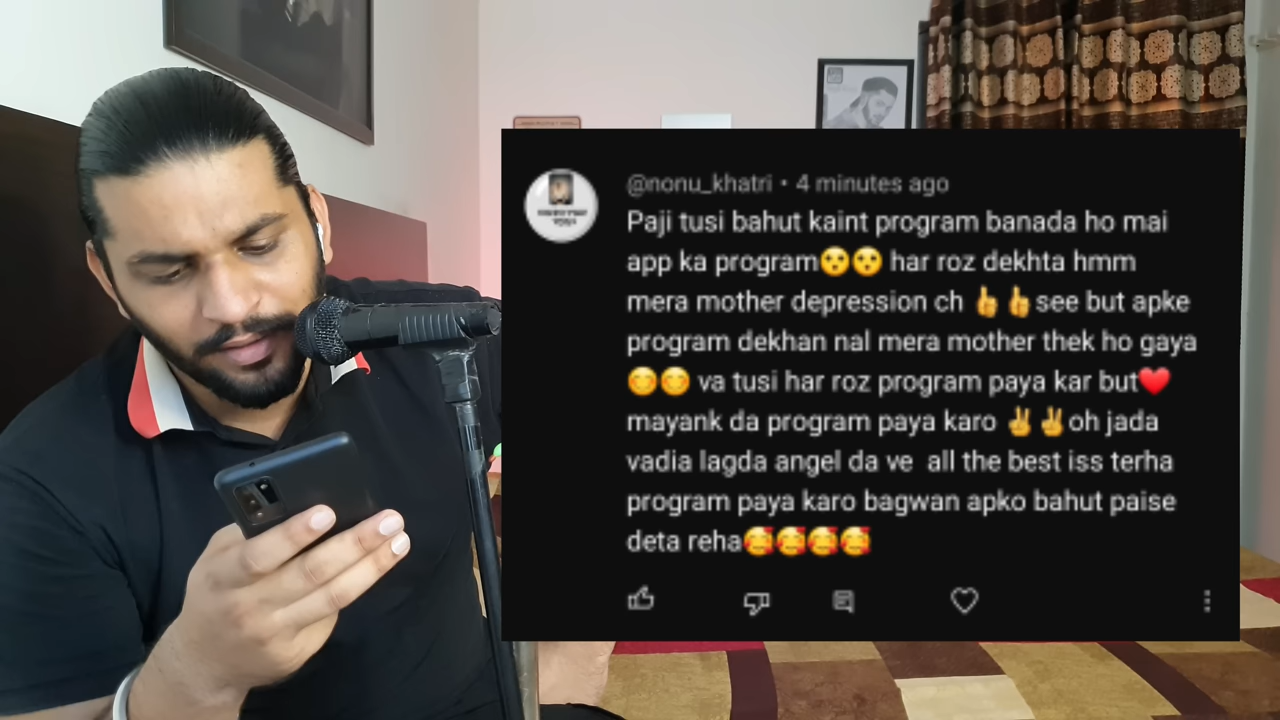 @nonu_khatri • 4 minutes ago
Paji tusi bahut kaint program banada ho mai
app ka program😵😵 har roz dekhta hmm
mera mother depression ch 🖕🖕see but apke
program dekhan nal mera mother thek ho gaya
😊😊 va tusi har roz program paya kar but❤️
mayank da program paya karo ✌️✌️oh jada
vadia lagda angel da ve all the best iss terha
program paya karo bagwan apko bahut paise
deta reha🥰🥰🥰🥰